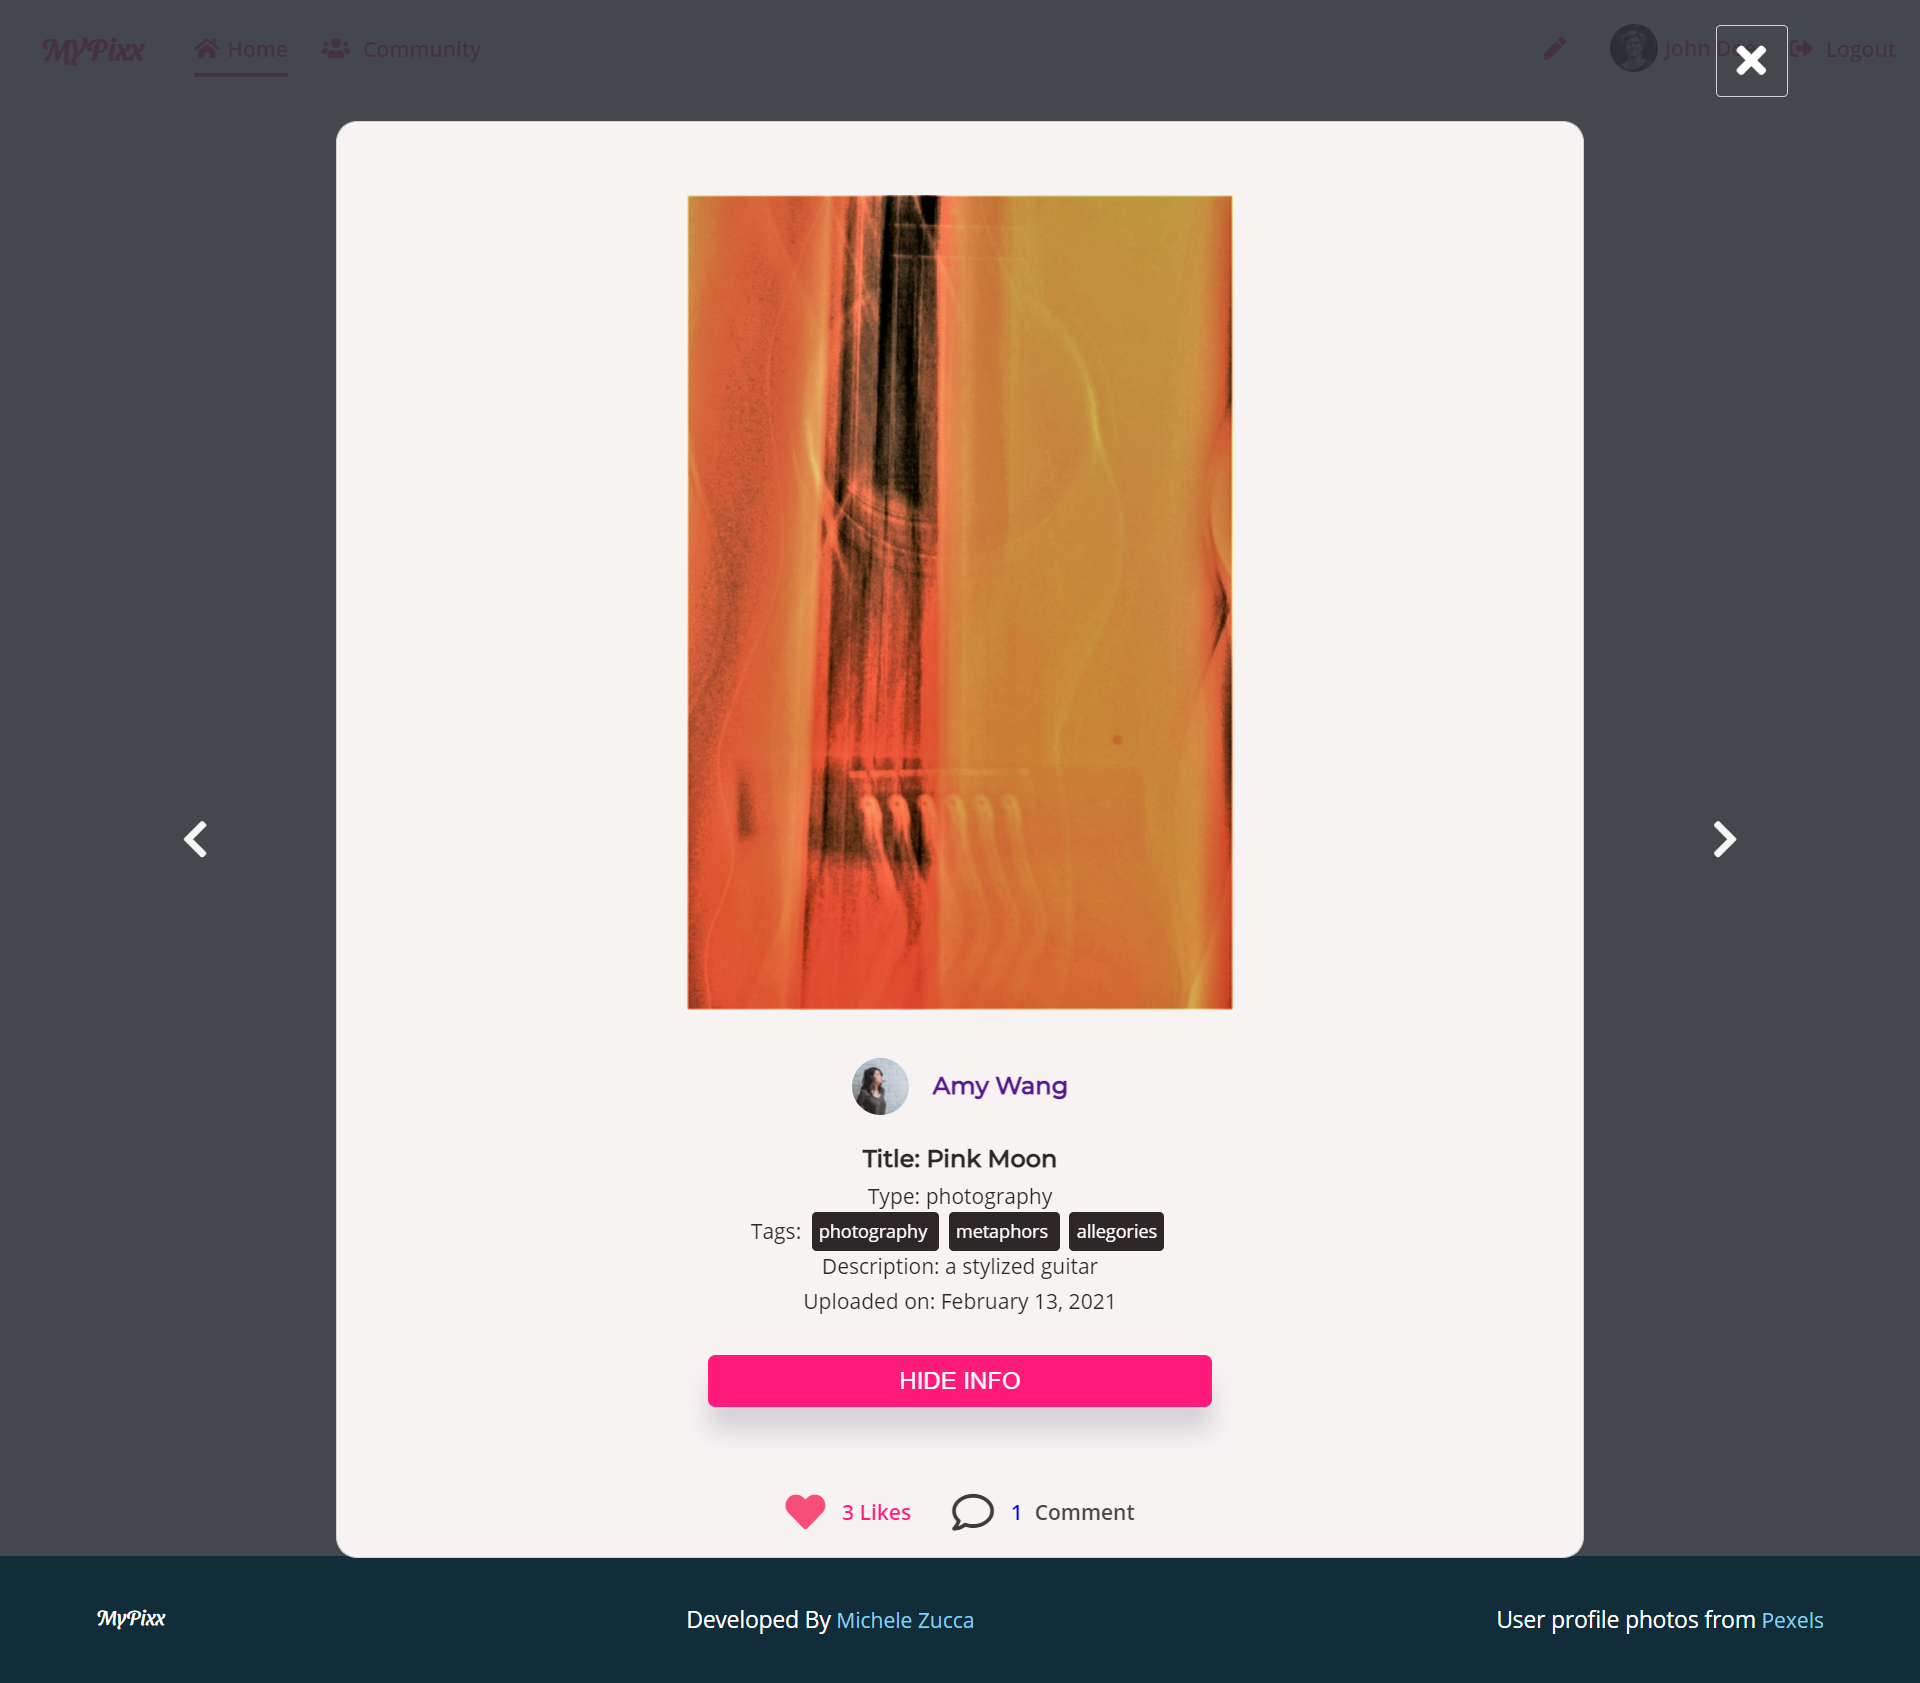 MYPixx Home Community John Do Logout
Amy Wang
Title: Pink Moon
Type: photography
Tags: photography metaphors allegories
Description: a stylized guitar
Uploaded on: February 13, 2021
HIDE INFO
3 Likes 1 Comment
MyPixx Developed By Michele Zucca User profile photos from Pexels